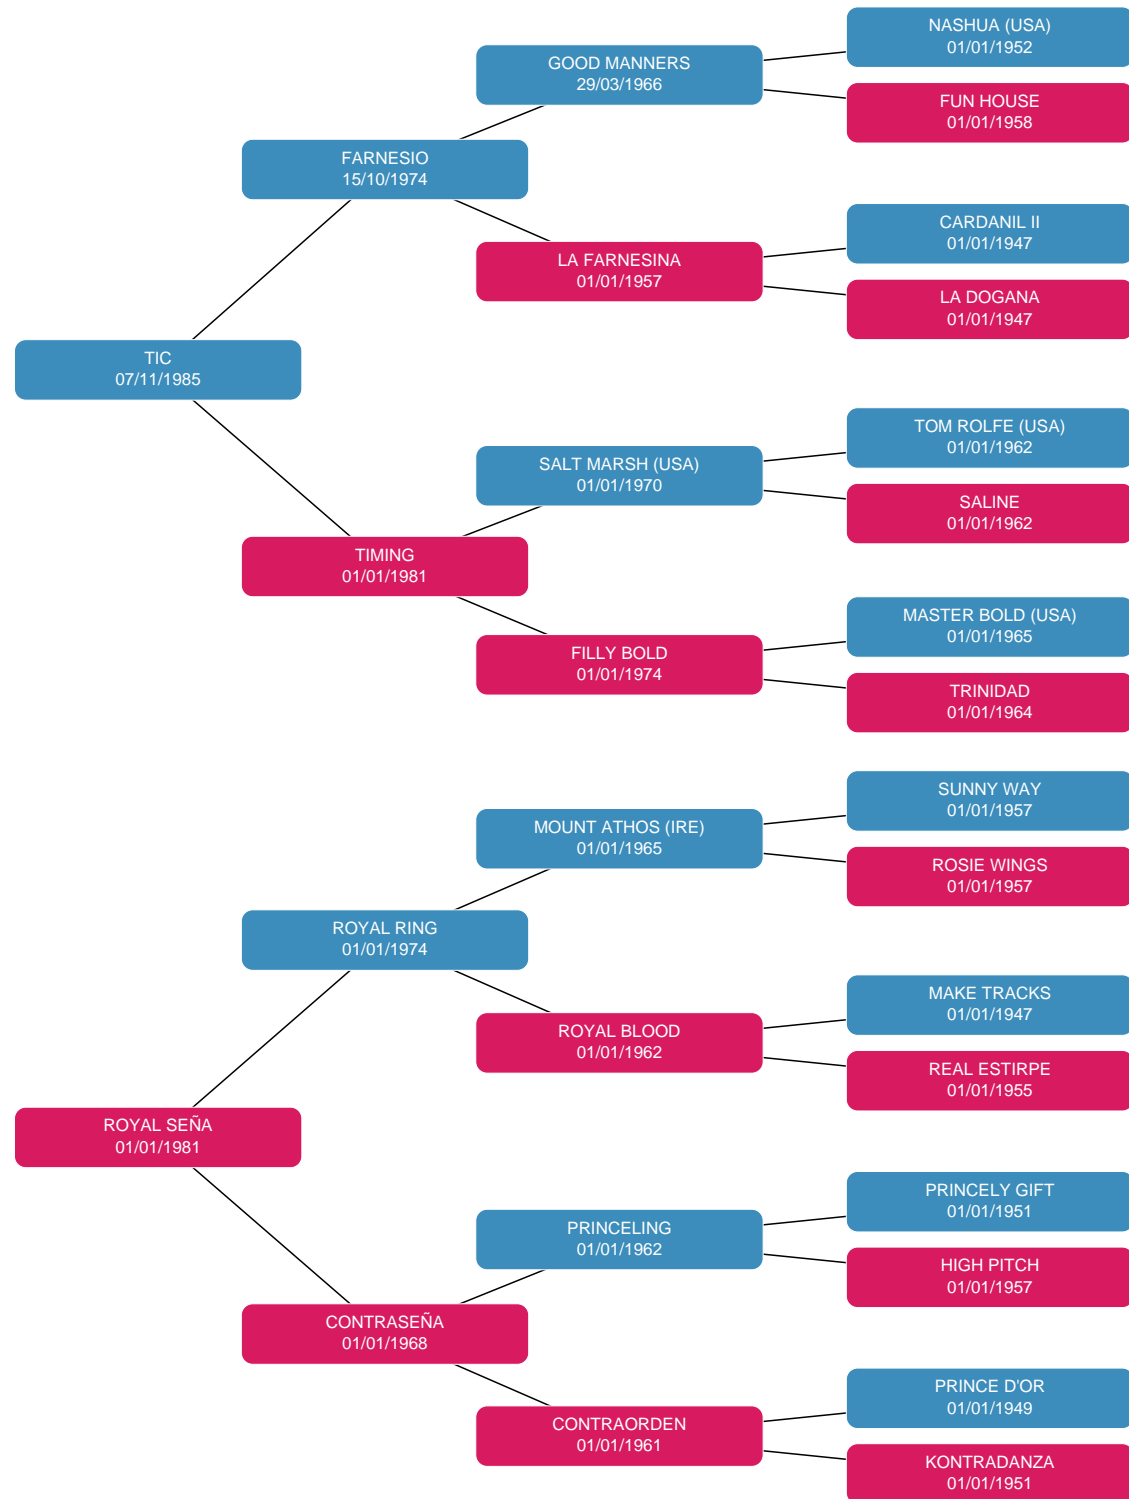 NASHUA (USA)
01/01/1952
GOOD MANNERS
29/03/1966
FUN HOUSE
01/01/1958
FARNESIO
15/10/1974
CARDANIL II
01/01/1947
LA FARNESINA
01/01/1957
LA DOGANA
01/01/1947
TIC
07/11/1985
TOM ROLFE (USA)
01/01/1962
SALT MARSH (USA)
01/01/1970
SALINE
01/01/1962
TIMING
01/01/1981
MASTER BOLD (USA)
01/01/1965
FILLY BOLD
01/01/1974
TRINIDAD
01/01/1964
SUNNY WAY
01/01/1957
MOUNT ATHOS (IRE)
01/01/1965
ROSIE WINGS
01/01/1957
ROYAL RING
01/01/1974
MAKE TRACKS
01/01/1947
ROYAL BLOOD
01/01/1962
REAL ESTIRPE
01/01/1955
ROYAL SEÑA
01/01/1981
PRINCELY GIFT
01/01/1951
PRINCELING
01/01/1962
HIGH PITCH
01/01/1957
CONTRASEÑA
01/01/1968
PRINCE D'OR
01/01/1949
CONTRAORDEN
01/01/1961
KONTRADANZA
01/01/1951